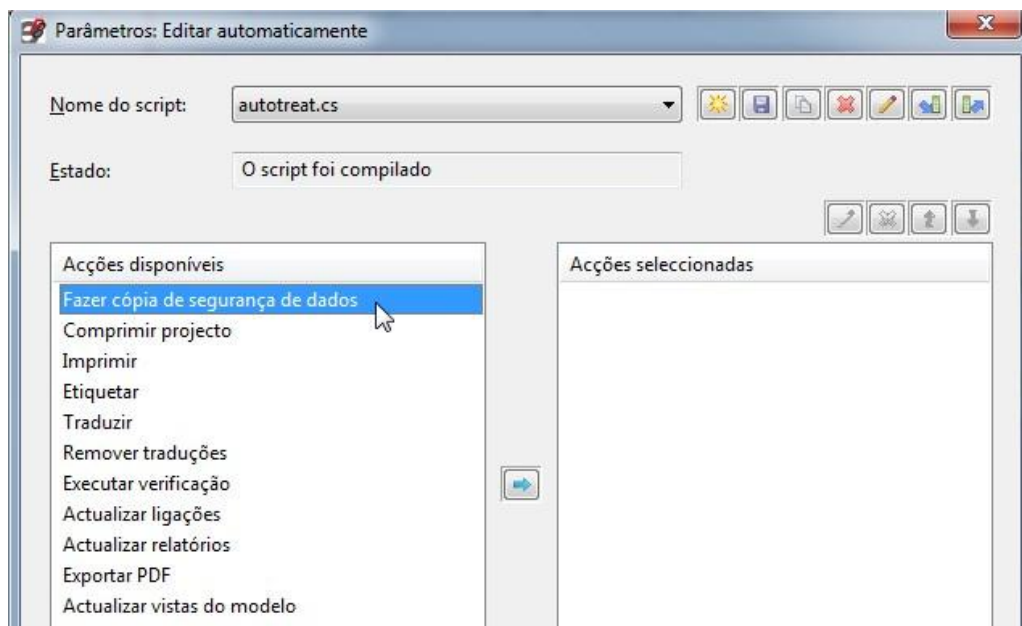 Parâmetros: Editar automaticamente
Nome do script:
autotreat.cs
Estado:
O script foi compilado
Acções disponíveis
Fazer cópia de segurança de dados
Comprimir projecto
Imprimir
Etiquetar
Traduzir
Remover traduções
Executar verificação
Actualizar ligações
Actualizar relatórios
Exportar PDF
Actualizar vistas do modelo
Acções seleccionadas